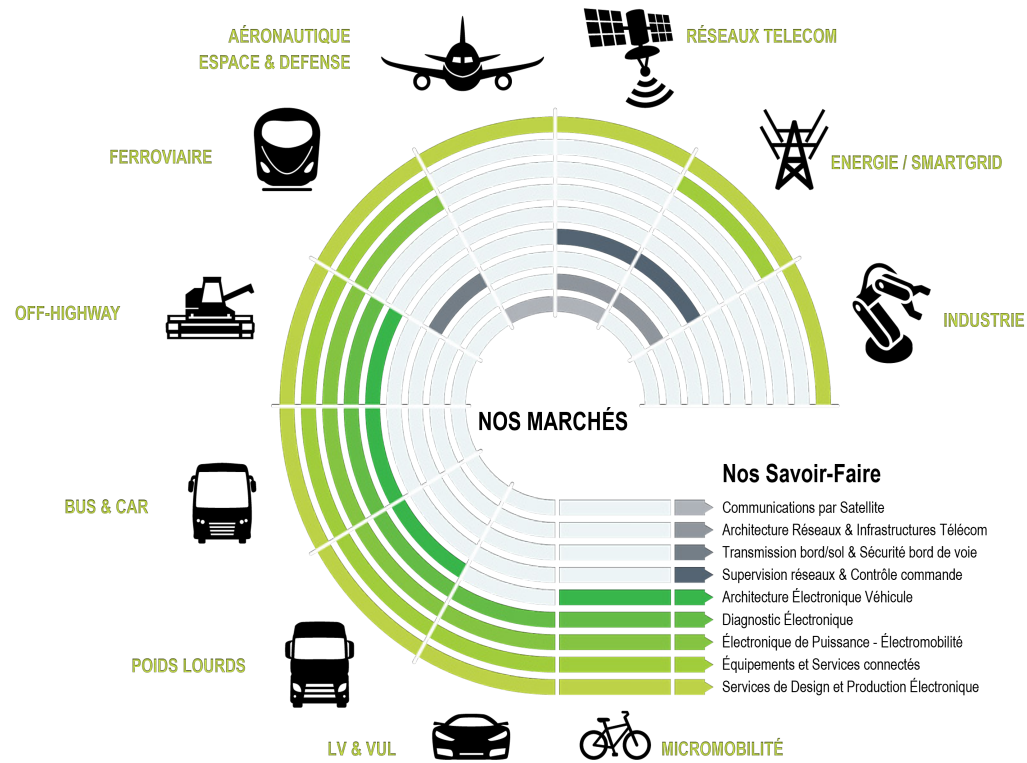 AÉRONAUTIQUE
ESPACE & DEFENSE
RÉSEAUX TELECOM
FERROVIAIRE
ENERGIE / SMARTGRID
OFF-HIGHWAY
INDUSTRIE
NOS MARCHÉS
BUS & CAR
Nos Savoir-Faire
Communications par Satellite
Architecture Réseaux & Infrastructures Télécom
Transmission bord/sol & Sécurité bord de voie
Supervision réseaux & Contrôle commande
Architecture Électronique Véhicule
Diagnostic Électronique
Électronique de Puissance - Électromobilité
Équipements et Services connectés
Services de Design et Production Électronique
POIDS LOURDS
LV & VUL
MICROMOBILITÉ